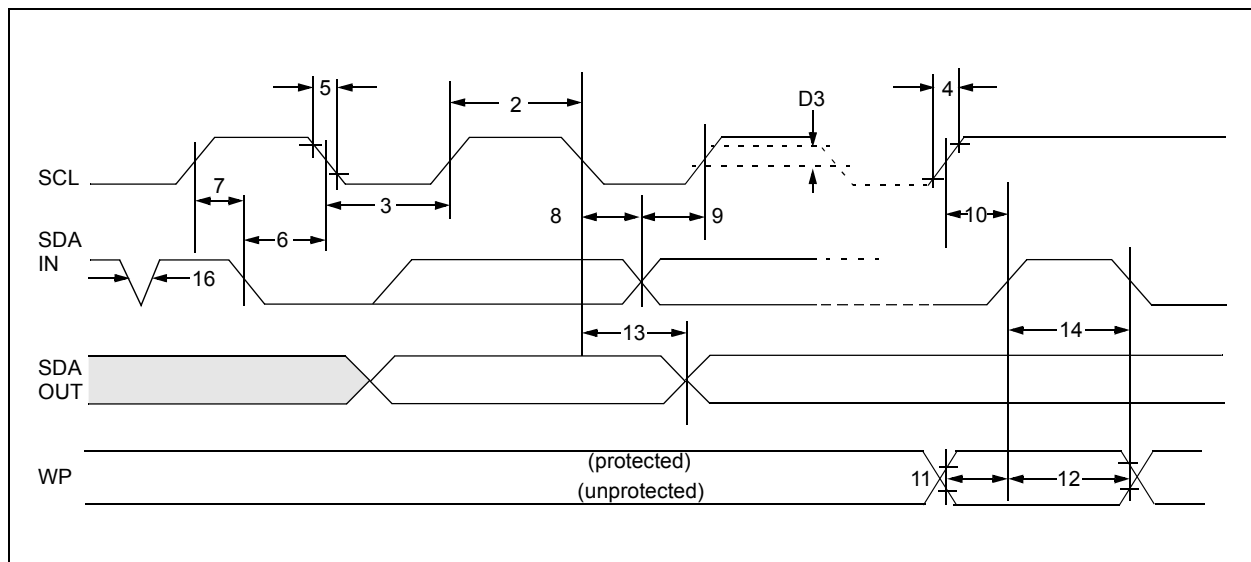 5
2
D3
4
SCL
7
3
8
9
10
SDA
IN
6
16
13
14
SDA
OUT
WP
(protected)
(unprotected)
11
12